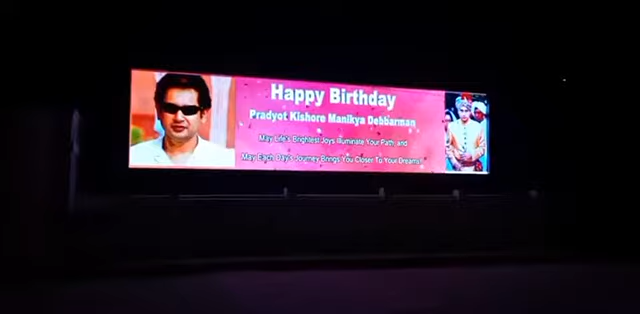 Happy Birthday
Pradyot Kishore Manikya Debbarman
May Life's Brightest Joys Illuminate Your Path, and
May Each Day's Journey Brings You Closer To Your Dreams!